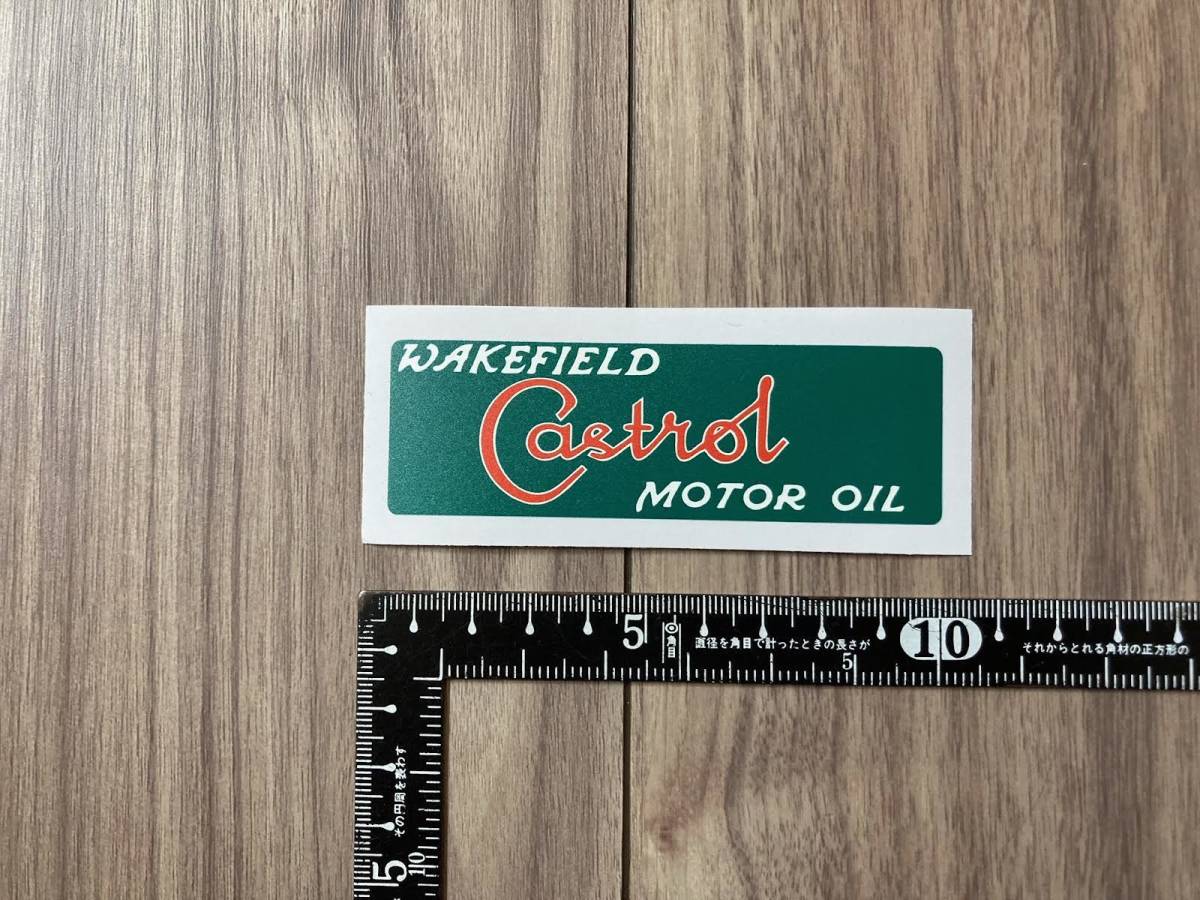 WAKEFIELD
Castrol
MOTOR OIL
5 角目 直径を角目で計ったときの長さが 10 それからとれる角材の正方形の
5
その円周を表わす
5
10